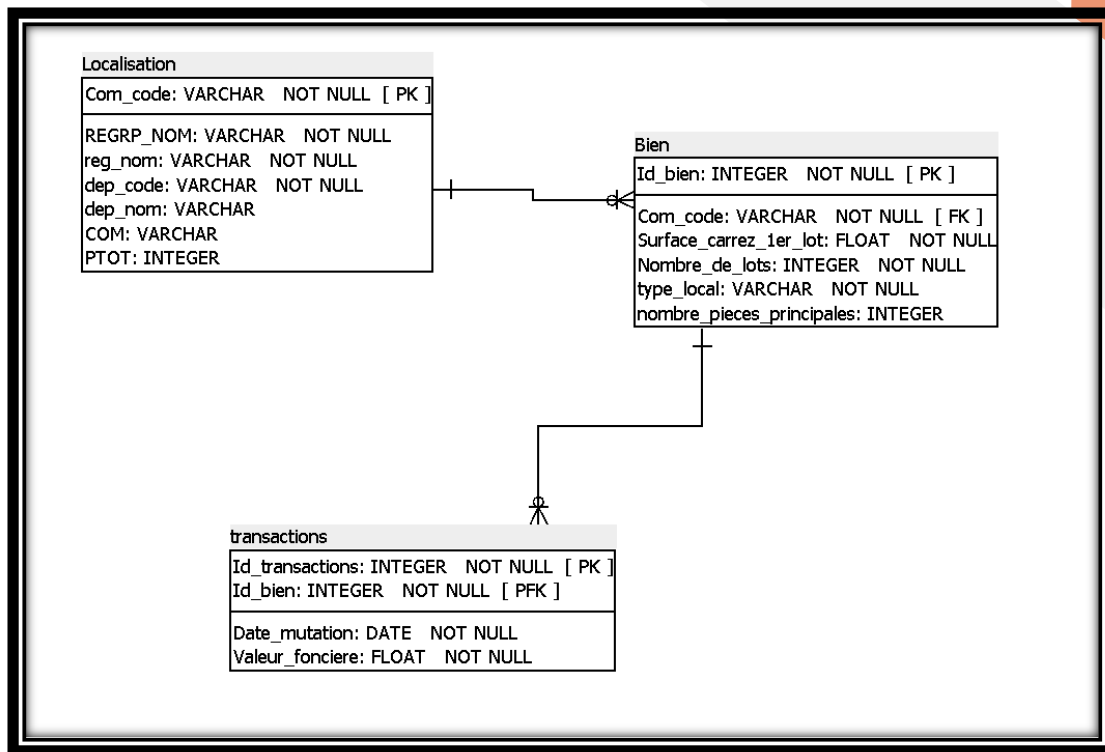 Localisation
Com_code: VARCHAR NOT NULL [ PK ]
REGRP_NOM: VARCHAR NOT NULL
reg_nom: VARCHAR NOT NULL
dep_code: VARCHAR NOT NULL
dep_nom: VARCHAR
COM: VARCHAR
PTOT: INTEGER
Bien
Id_bien: INTEGER NOT NULL [ PK ]
Com_code: VARCHAR NOT NULL [ FK ]
Surface_carrez_1er_lot: FLOAT NOT NULL
Nombre_de_lots: INTEGER NOT NULL
type_local: VARCHAR NOT NULL
nombre_pieces_principales: INTEGER
transactions
Id_transactions: INTEGER NOT NULL [ PK ]
Id_bien: INTEGER NOT NULL [ PFK ]
Date_mutation: DATE NOT NULL
Valeur_fonciere: FLOAT NOT NULL